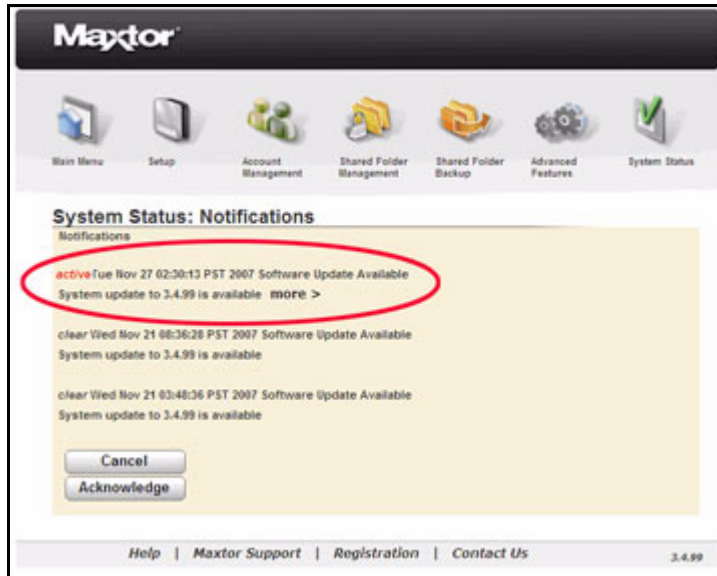 Maxtor
Main Menu
Setup
Account Management
Shared Folder Management
Shared Folder Backup
Advanced Features
System Status
System Status: Notifications
Notifications
active Tue Nov 27 02:30:13 PST 2007 Software Update Available
System update to 3.4.99 is available more >
clear Wed Nov 21 08:36:28 PST 2007 Software Update Available
System update to 3.4.99 is available
clear Wed Nov 21 03:48:36 PST 2007 Software Update Available
System update to 3.4.99 is available
Cancel
Acknowledge
Help | Maxtor Support | Registration | Contact Us
3.4.99